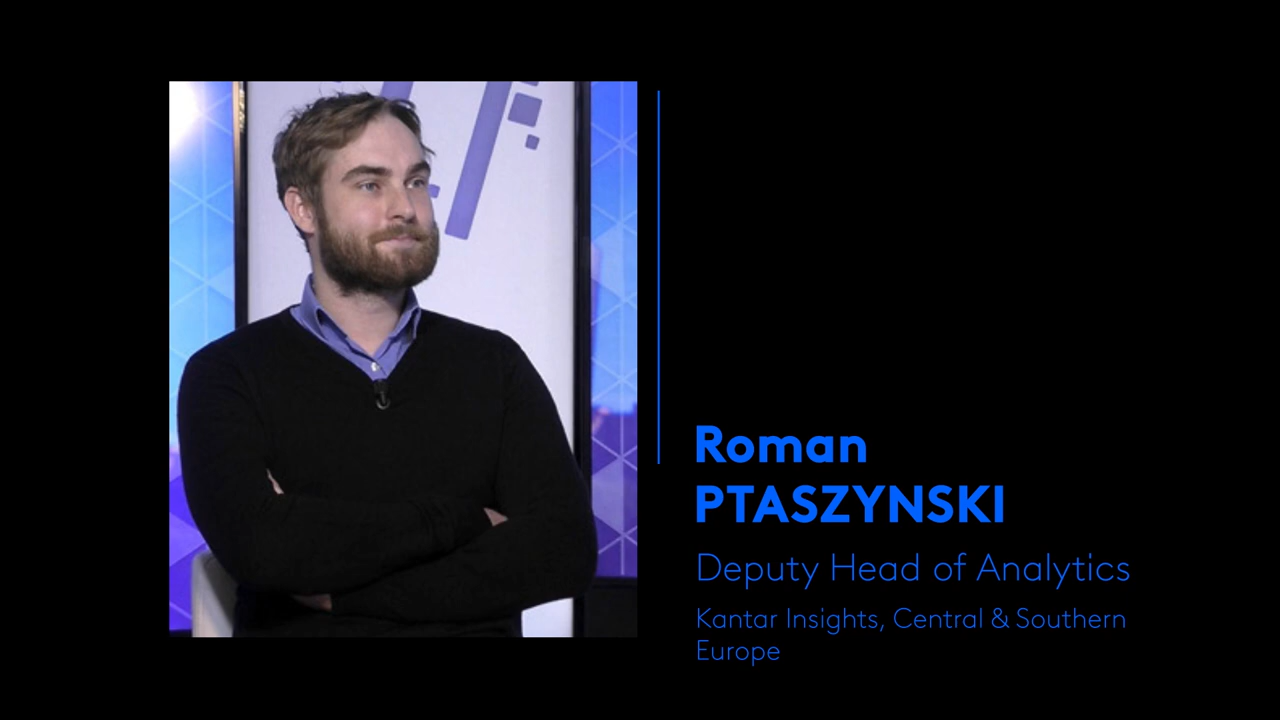 Roman
PTASZYNSKI
Deputy Head of Analytics
Kantar Insights, Central & Southern
Europe